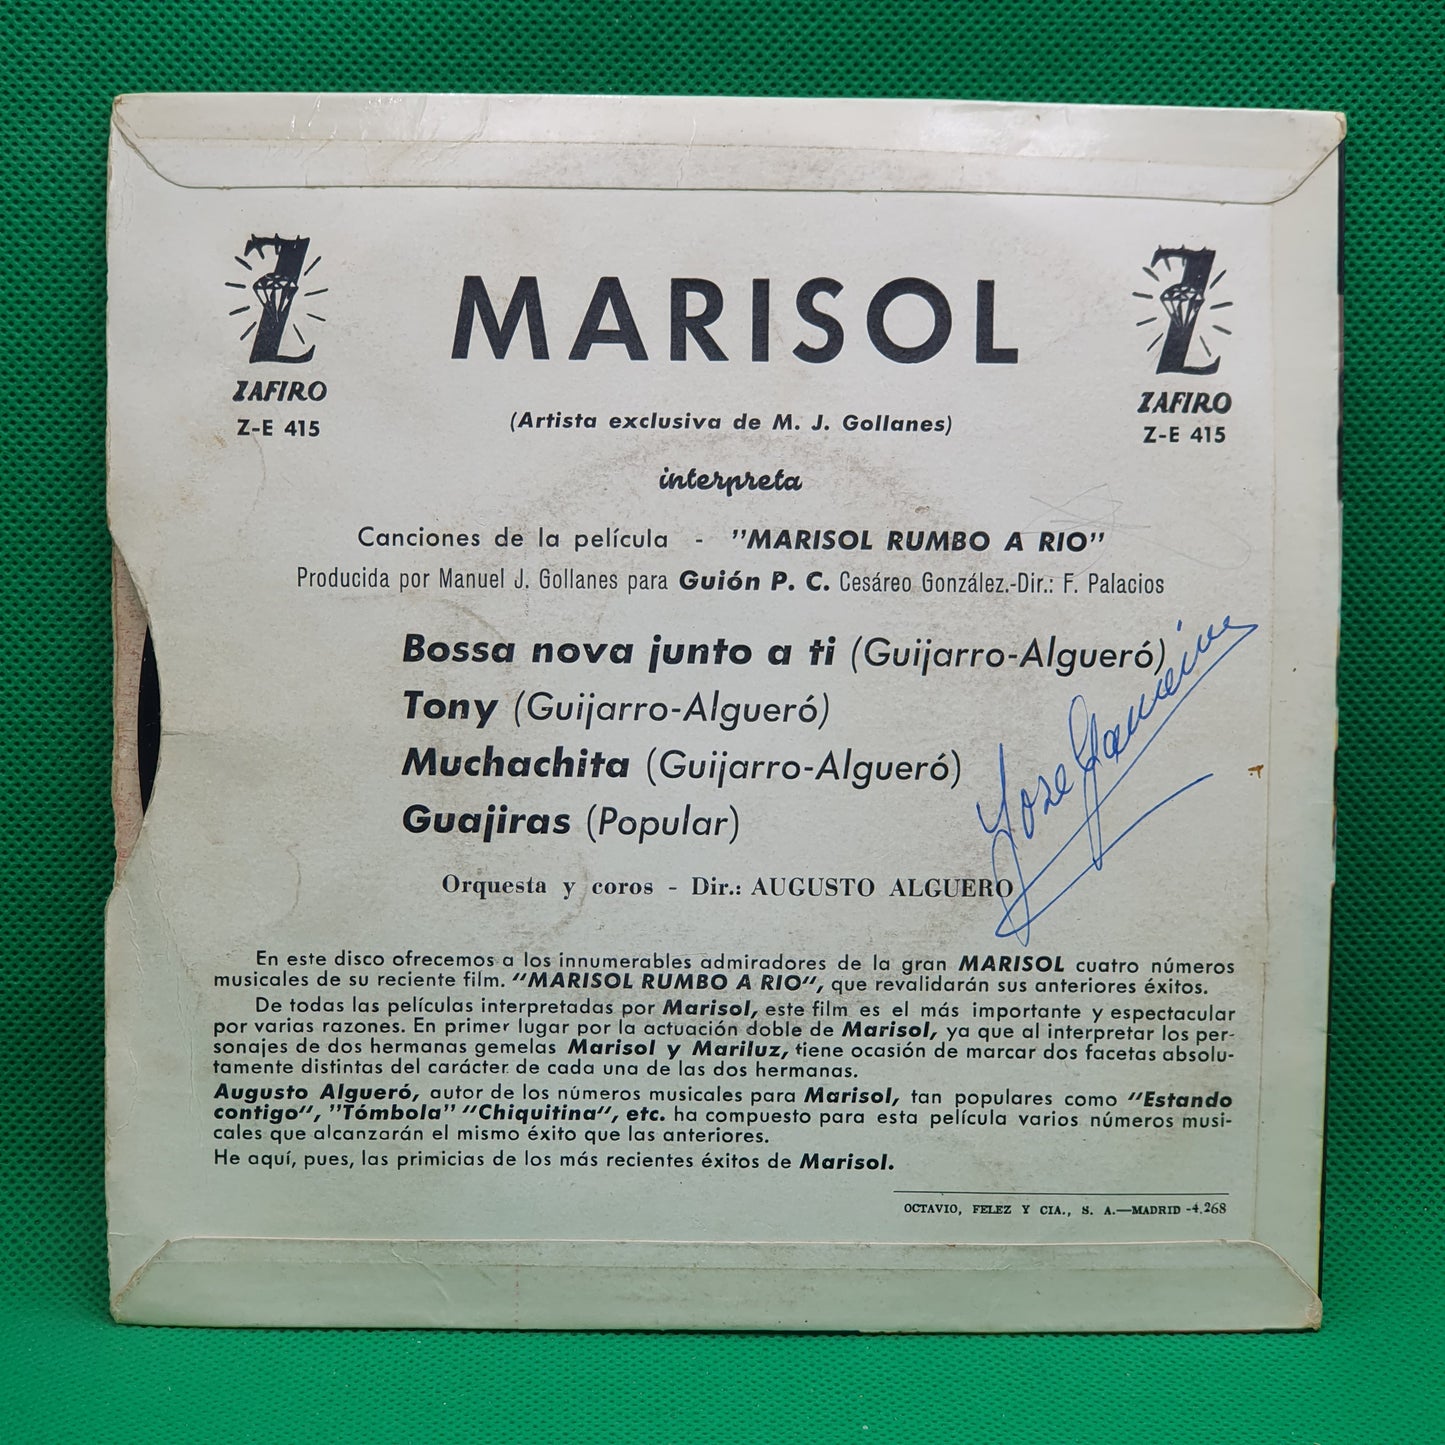 MARISOL
ZAFIRO
Z-E 415
ZAFIRO
Z-E 415
(Artista exclusiva de M. J. Gollanes)
interpreta
Canciones de la película - "MARISOL RUMBO A RIO"
Producida por Manuel J. Gollanes para Guión P. C. Cesáreo González.-Dir.: F. Palacios
Bossa nova junto a ti (Guijarro-Algueró)
Tony (Guijarro-Algueró)
Muchachita (Guijarro-Algueró)
Guajiras (Popular)
Jose
Orquesta y coros - Dir.: AUGUSTO ALGUERO
En este disco ofrecemos a los innumerables admiradores de la gran MARISOL cuatro números
musicales de su reciente film. "MARISOL RUMBO A RIO", que revalidarán sus anteriores éxitos.
De todas las películas interpretadas por Marisol, este film es el más importante y espectacular
por varias razones. En primer lugar por la actuación doble de Marisol, ya que al interpretar los per-
sonajes de dos hermanas gemelas Marisol y Mariluz, tiene ocasión de marcar dos facetas absolu-
tamente distintas del carácter de cada una de las dos hermanas.
Augusto Algueró, autor de los números musicales para Marisol, tan populares como "Estando
contigo", "Tómbola" "Chiquitina", etc. ha compuesto para esta película varios números musi-
cales que alcanzarán el mismo éxito que las anteriores.
He aquí, pues, las primicias de los más recientes éxitos de Marisol.
OCTAVIO, FELEZ Y CIA., S. A.—MADRID -4.268